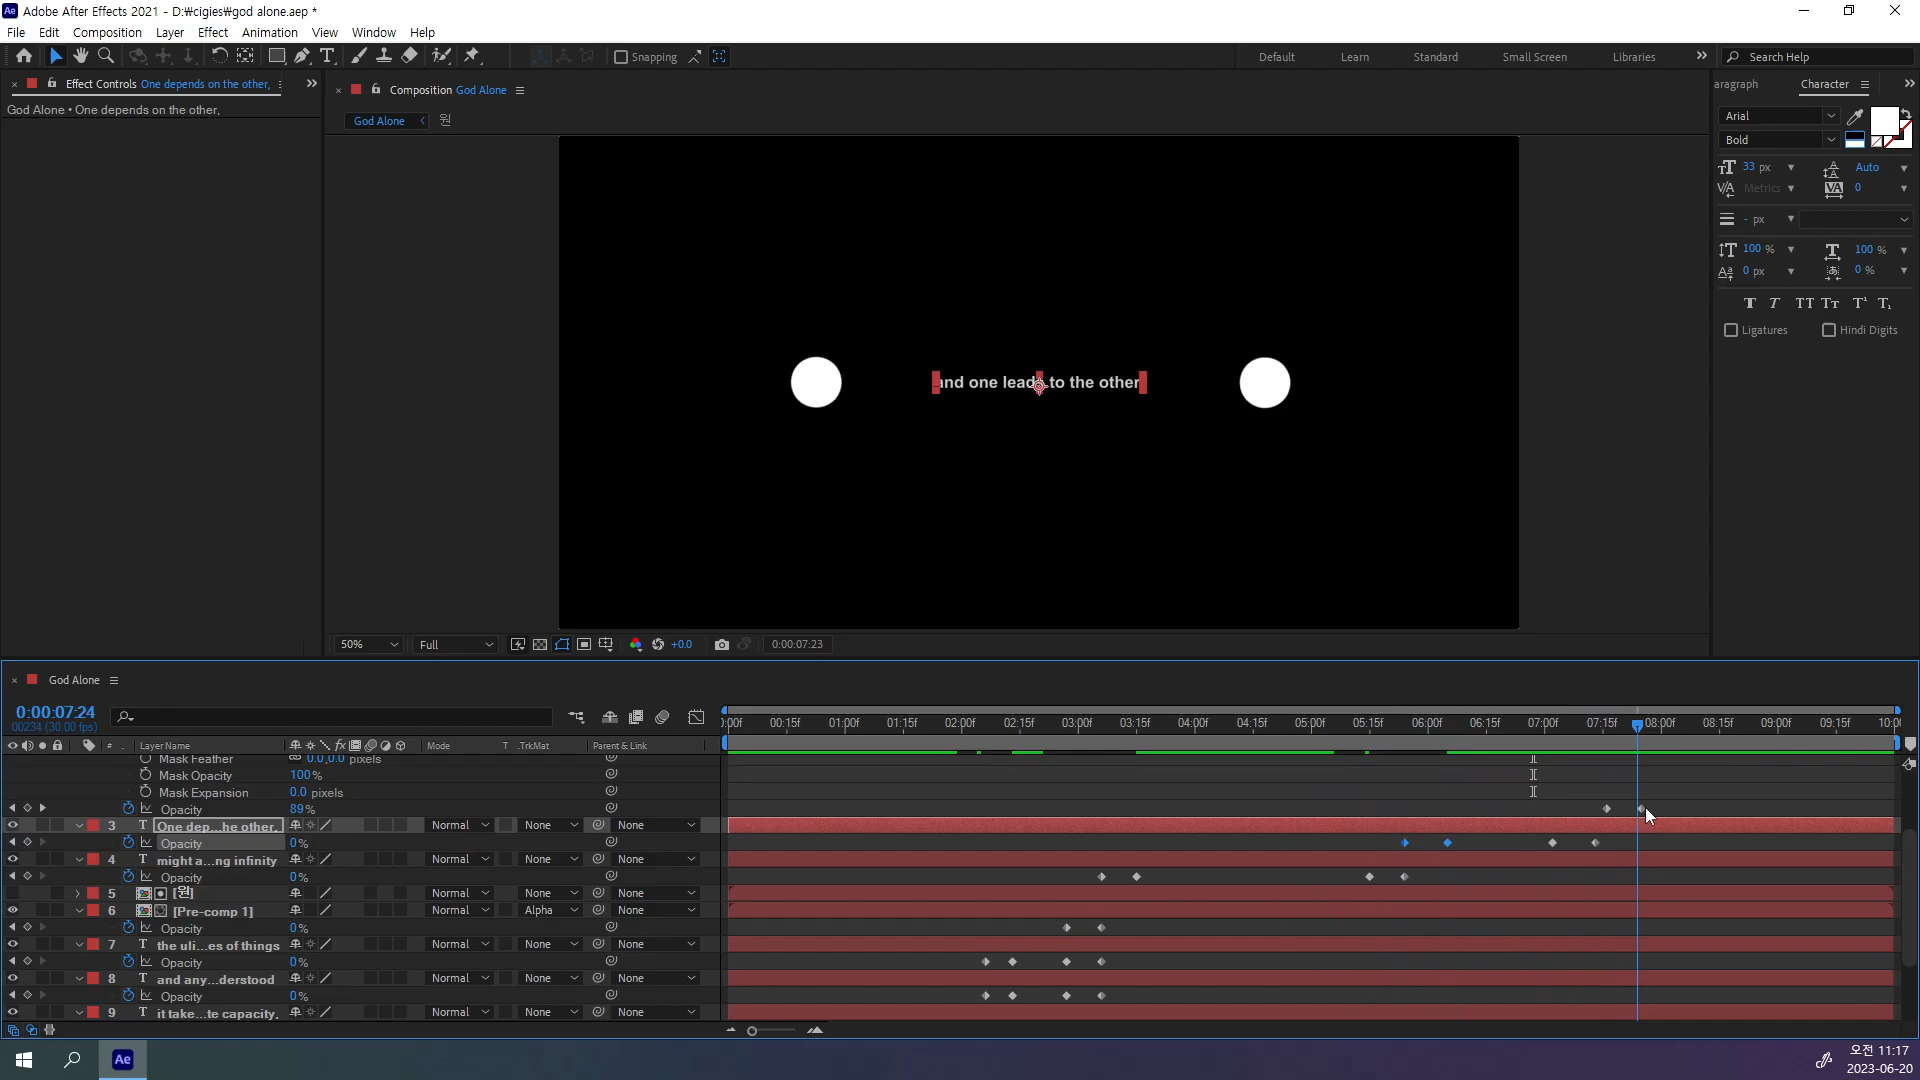 Adobe After Effects 2021 - D:₩cigies₩god alone.aep *
File Edit Composition Layer Effect Animation View Window Help
Snapping
Default Learn Standard Small Screen Libraries
Search Help
Effect Controls One depends on the other,
God Alone • One depends on the other,
Composition God Alone
God Alone
원
aragraph Character
Arial
Bold
33 px Auto
Metrics 0
- px
100 % 100 %
0 px 0 %
Ligatures Hindi Digits
and one leads to the other
50% Full +0.0 0:00:07:23
God Alone
0:00:07:24
00234 (30.00 fps)
:00f 00:15f 01:00f 01:15f 02:00f 02:15f 03:00f 03:15f 04:00f 04:15f 05:00f 05:15f 06:00f 06:15f 07:00f 07:15f 08:00f 08:15f 09:00f 09:15f 10:0
# Layer Name fx Mode T .TrkMat Parent & Link
Mask Feather 0.0,0.0 pixels
Mask Opacity 100%
Mask Expansion 0.0 pixels
Opacity 89%
3 T One dep...he other, Normal None None
Opacity 0%
4 T might a...ng infinity Normal None None
Opacity 0%
5 [원] Normal None None
6 [Pre-comp 1] Normal Alpha None
Opacity 0%
7 T the uli...es of things Normal None None
Opacity 0%
8 T and any...derstood Normal None None
Opacity 0%
9 T it take...te capacity, Normal None None
Ae
오전 11:17
2023-06-20